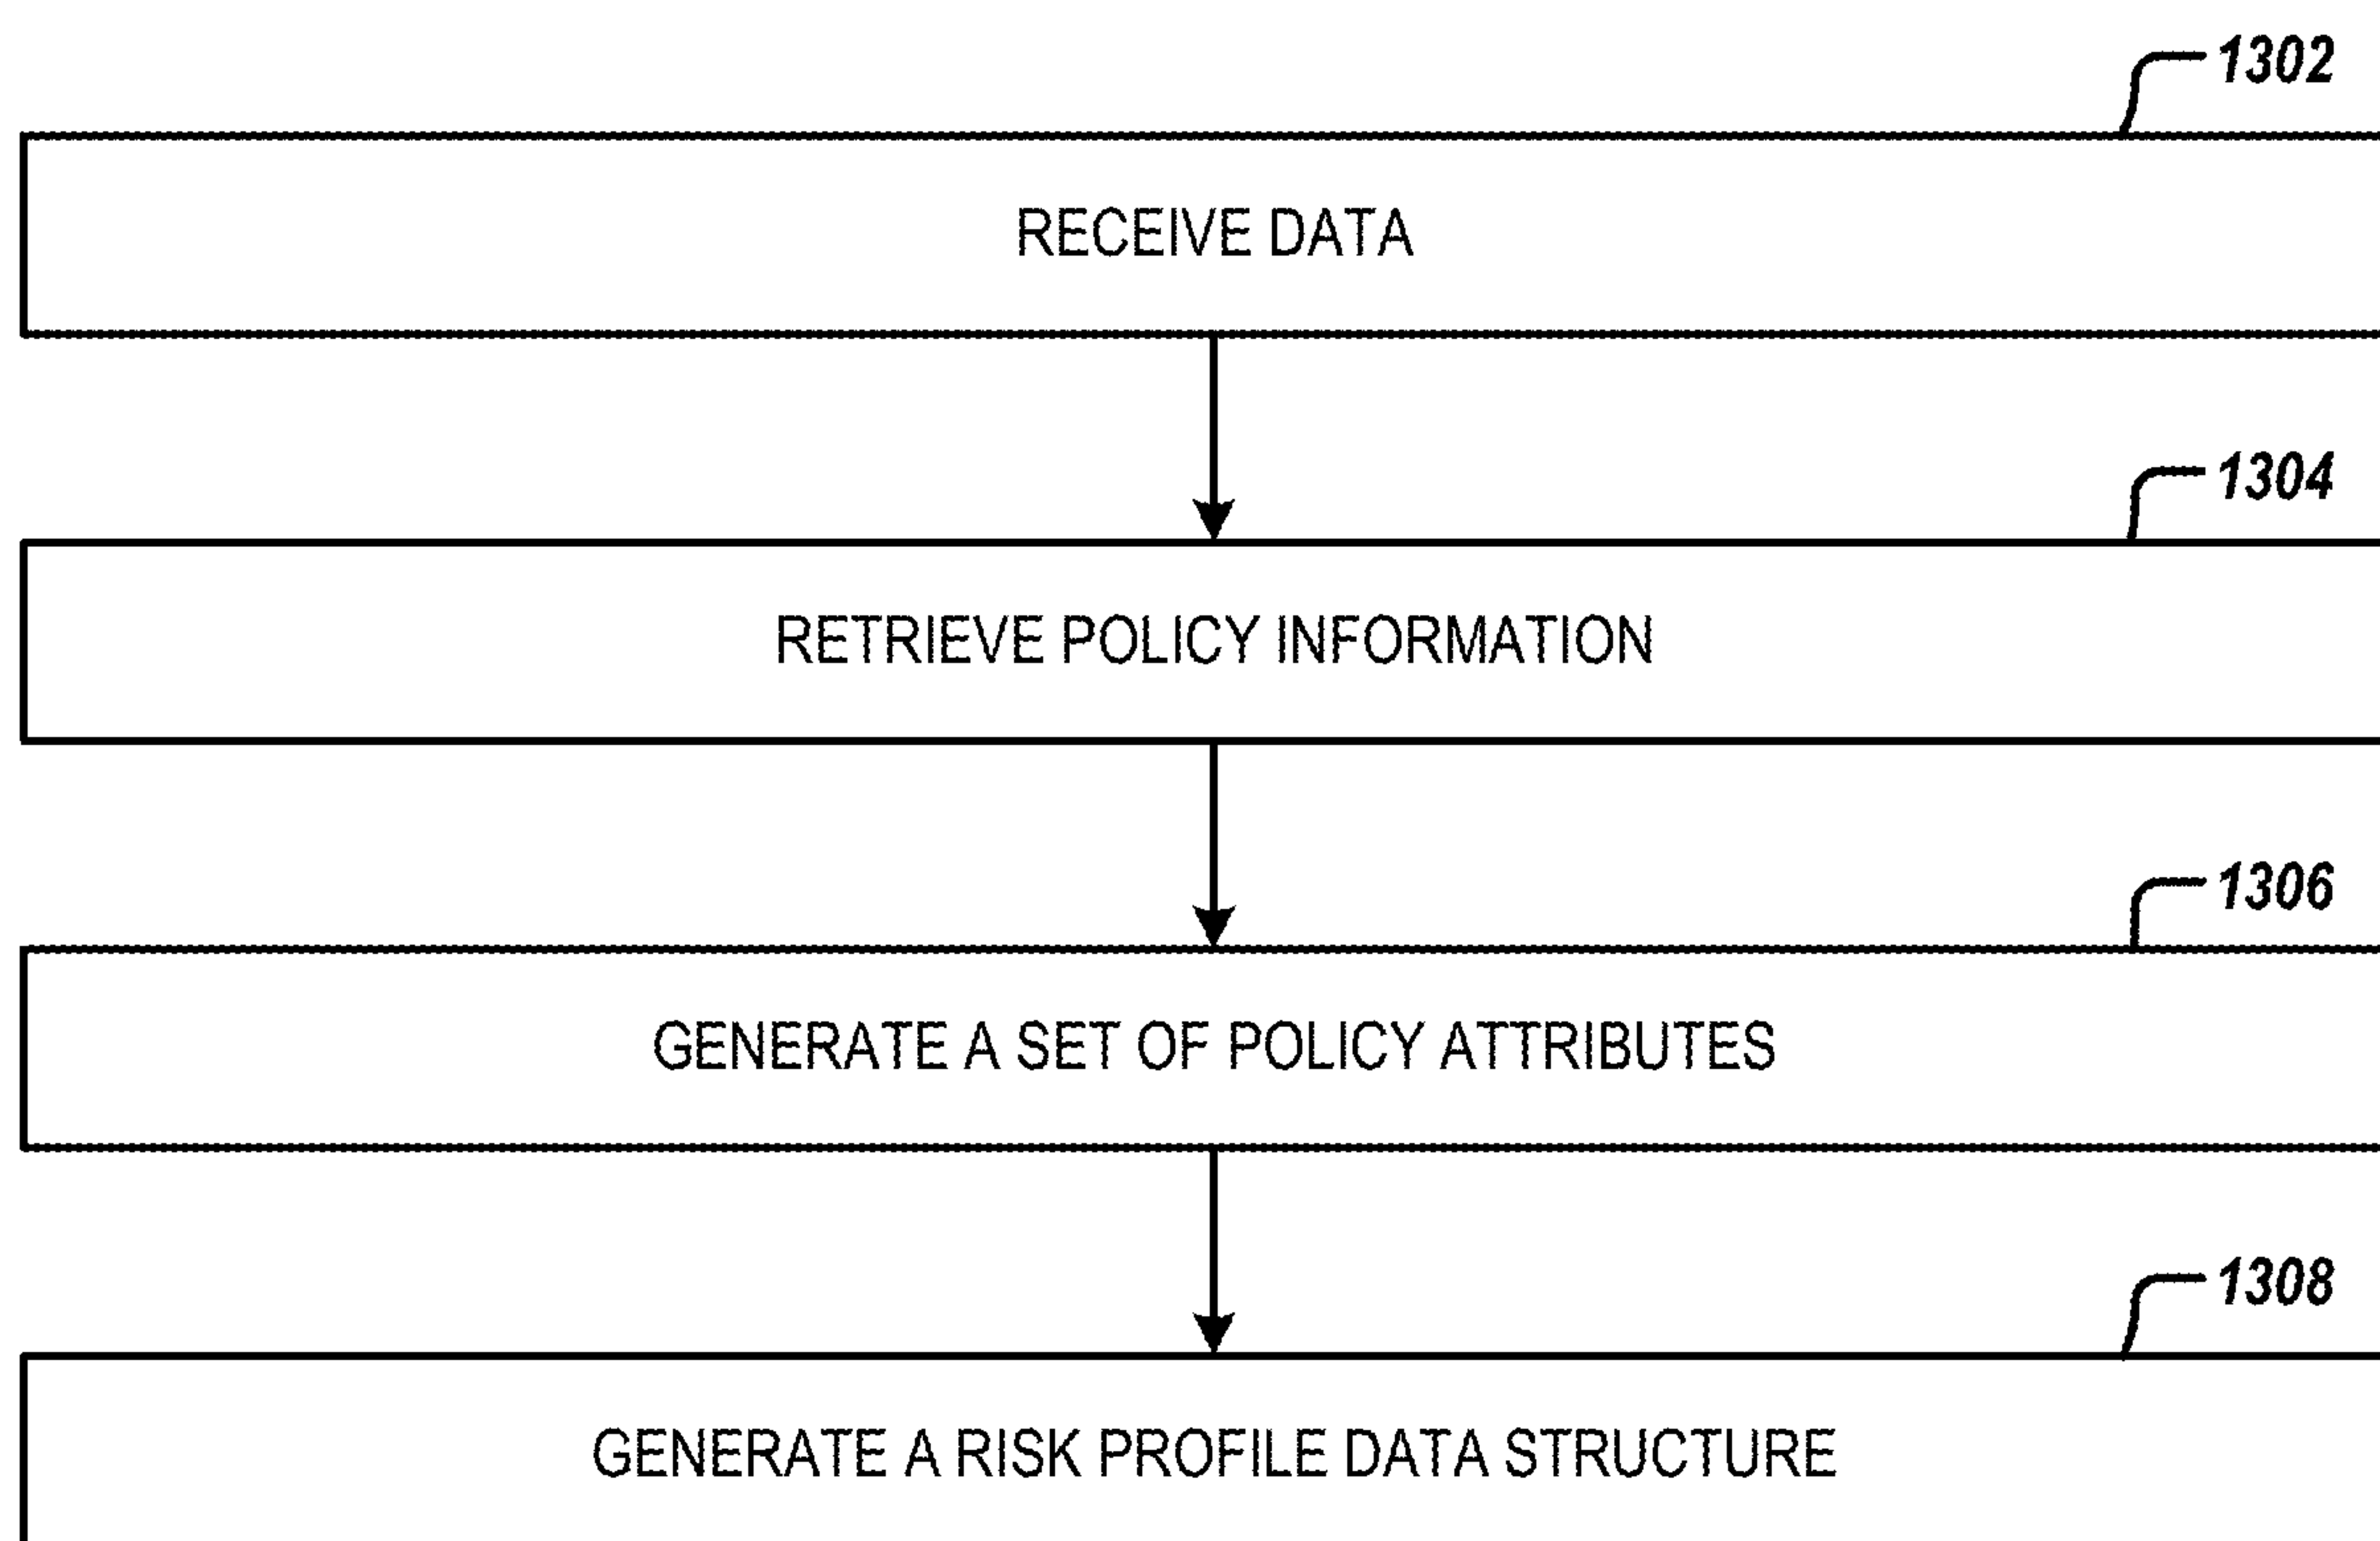 1302
RECEIVE DATA
1304
RETRIEVE POLICY INFORMATION
1306
GENERATE A SET OF POLICY ATTRIBUTES
1308
GENERATE A RISK PROFILE DATA STRUCTURE